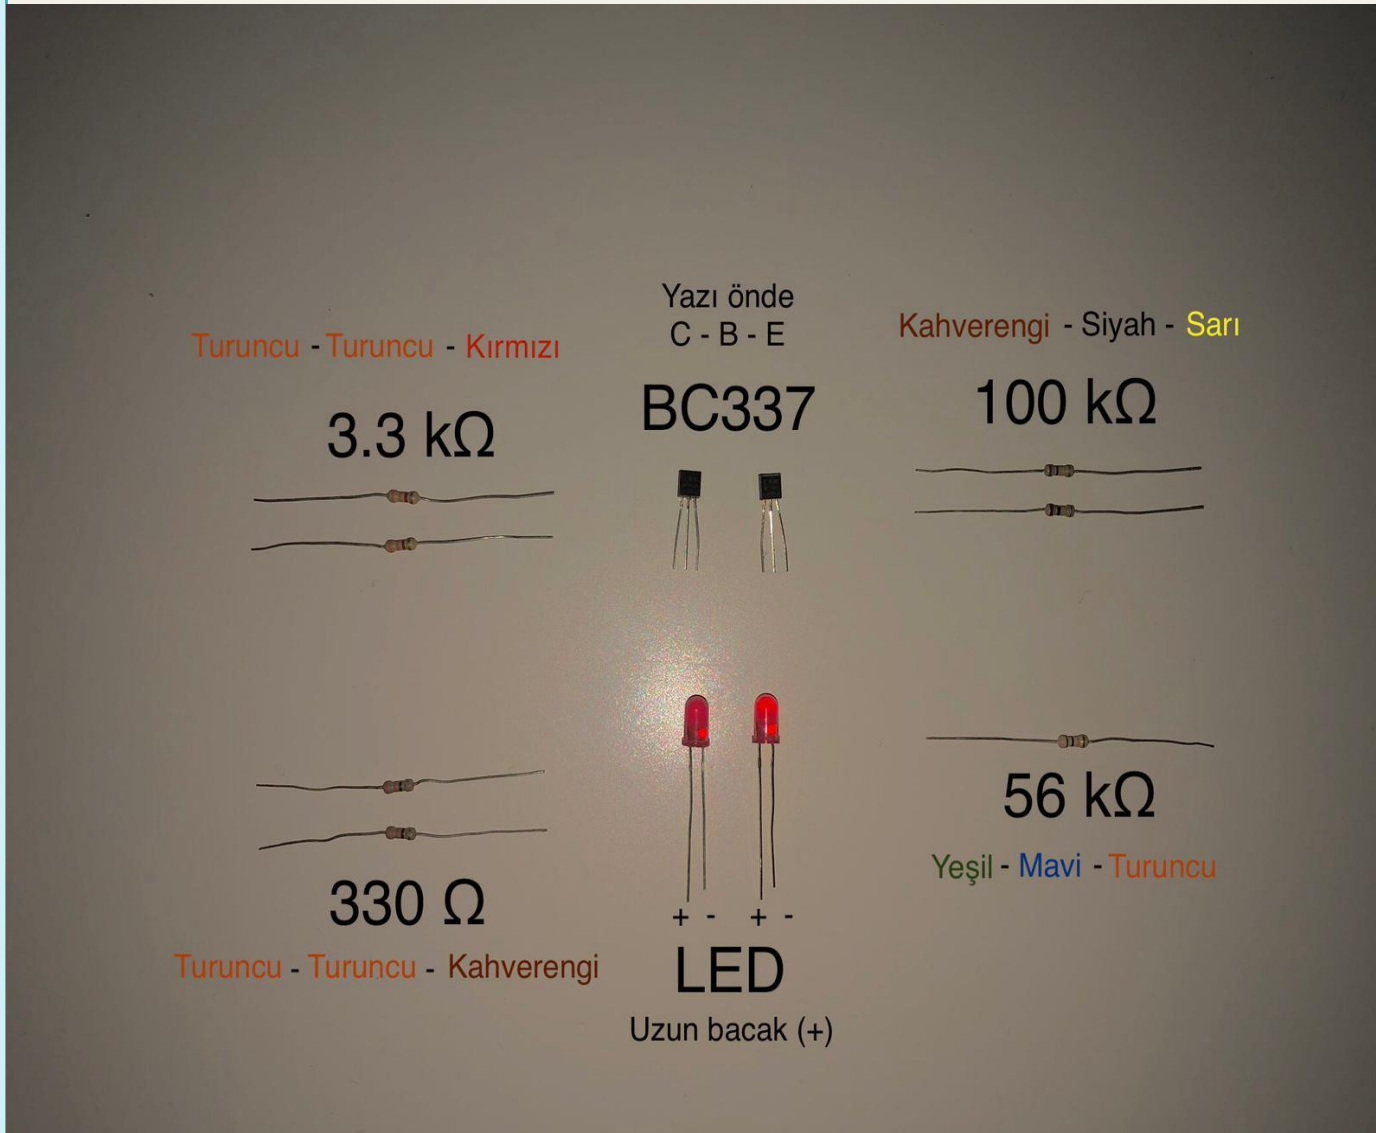 Yazı önde
C - B - E
BC337
Turuncu - Turuncu - Kırmızı
3.3 kΩ
Kahverengi - Siyah - Sarı
100 kΩ
330 Ω
Turuncu - Turuncu - Kahverengi
+ - + -
LED
Uzun bacak (+)
56 kΩ
Yeşil - Mavi - Turuncu